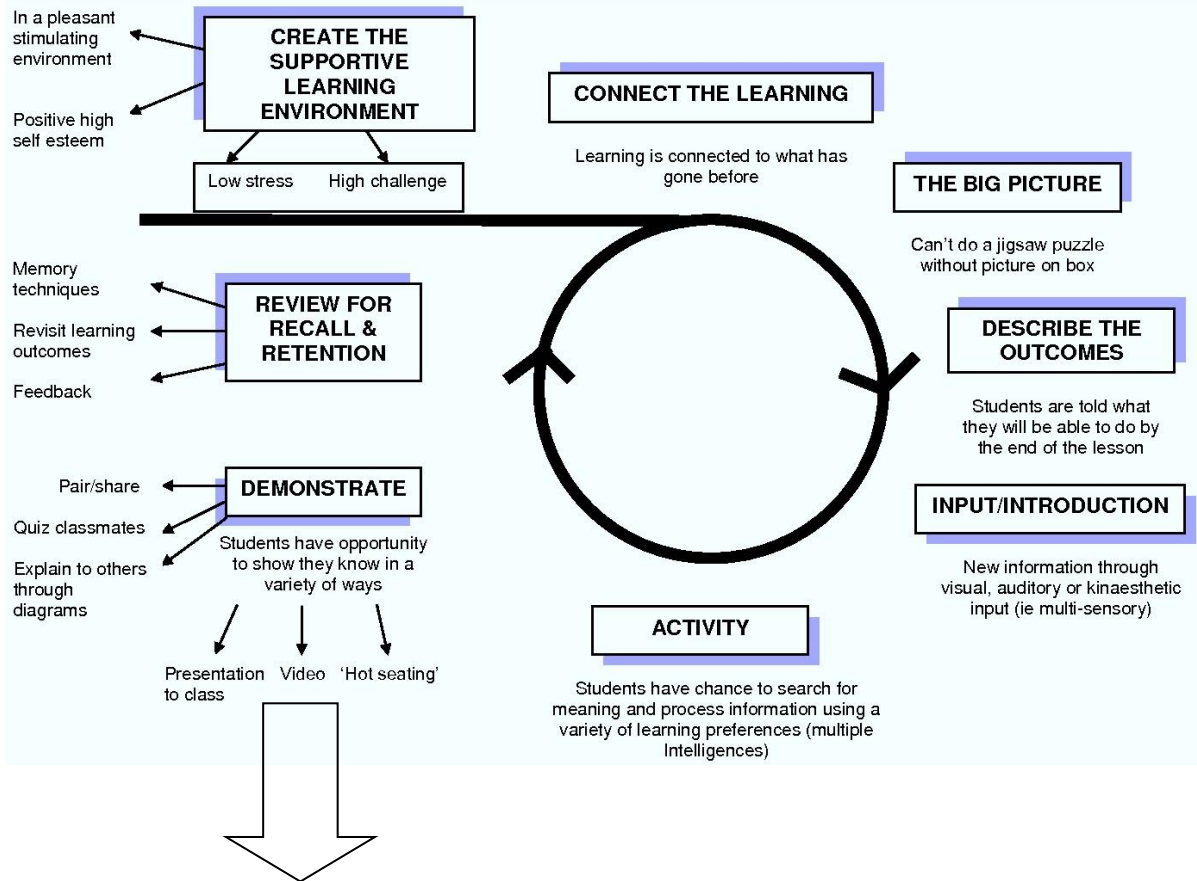 In a pleasant
stimulating
environment
Positive high
self esteem
CREATE THE
SUPPORTIVE
LEARNING
ENVIRONMENT
Low stress
High challenge
CONNECT THE LEARNING
Learning is connected to what has
gone before
THE BIG PICTURE
Can't do a jigsaw puzzle
without picture on box
DESCRIBE THE
OUTCOMES
Students are told what
they will be able to do by
the end of the lesson
INPUT/INTRODUCTION
New information through
visual, auditory or kinaesthetic
input (ie multi-sensory)
ACTIVITY
Students have chance to search for
meaning and process information using a
variety of learning preferences (multiple
Intelligences)
DEMONSTRATE
Students have opportunity
to show they know in a
variety of ways
Pair/share
Quiz classmates
Explain to others
through
diagrams
Presentation
to class
Video
‘Hot seating’
REVIEW FOR
RECALL &
RETENTION
Memory
techniques
Revisit learning
outcomes
Feedback